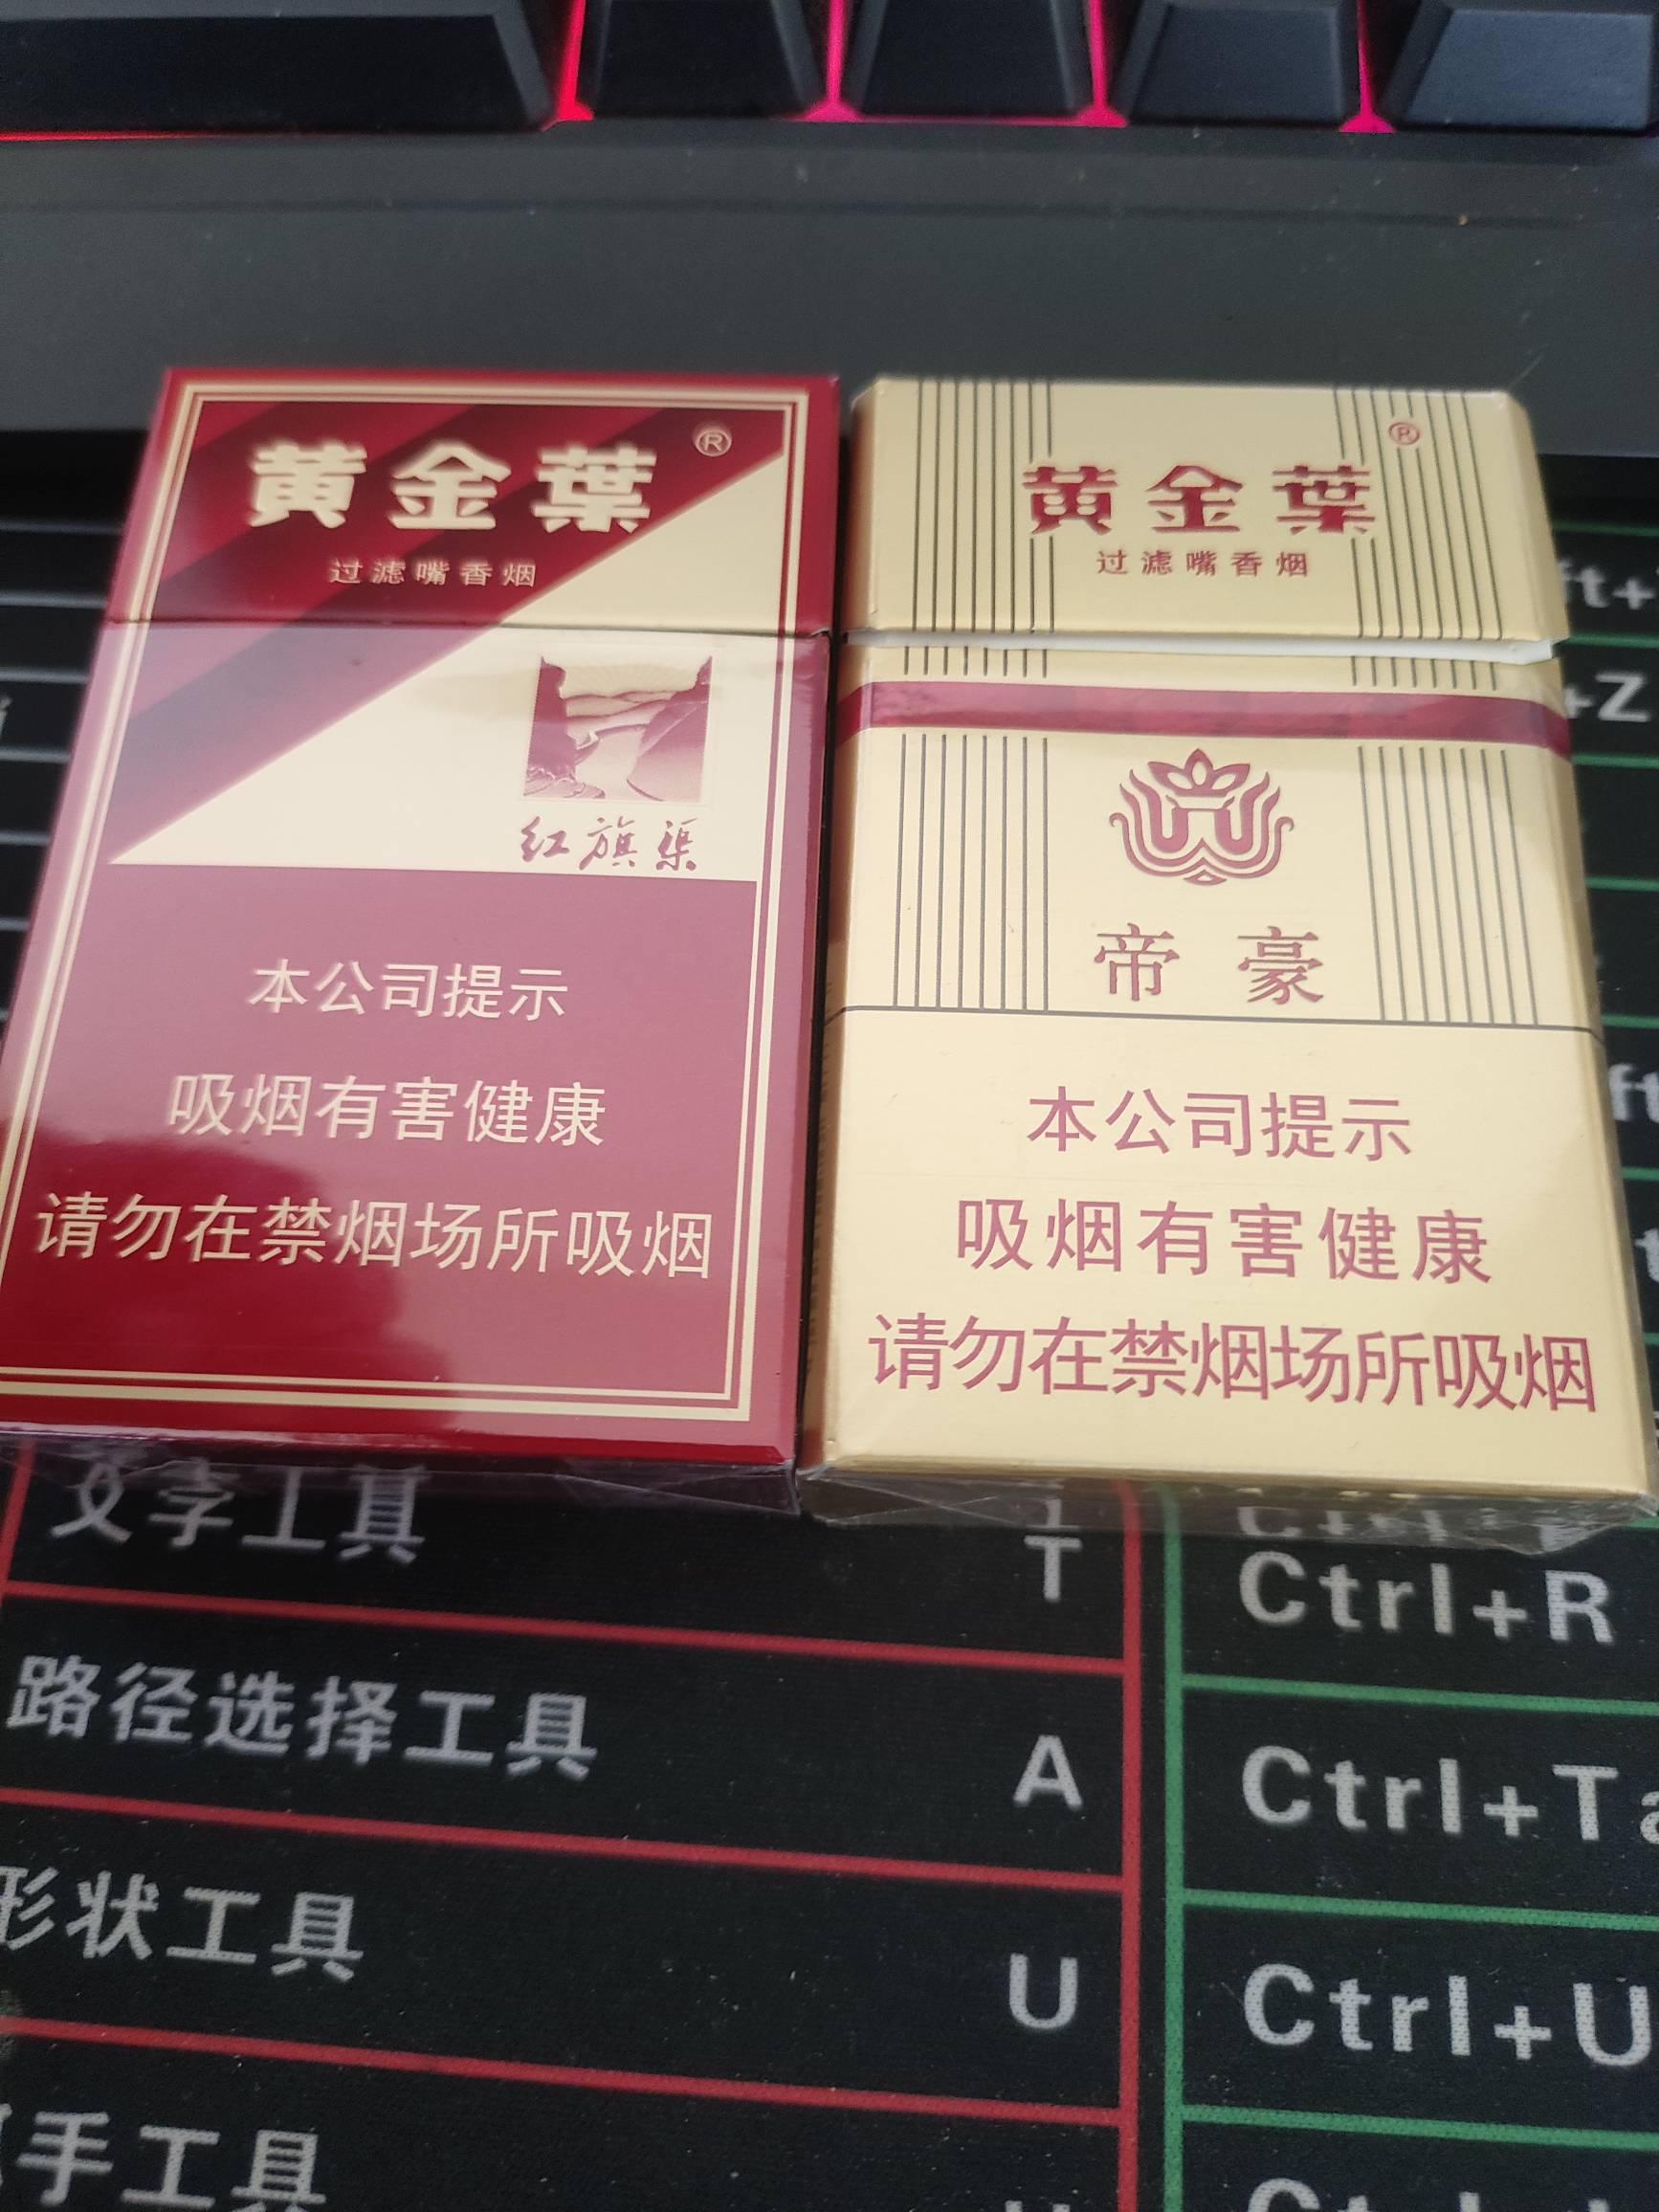 黄金葉®
过滤嘴香烟
红旗渠
本公司提示
吸烟有害健康
请勿在禁烟场所吸烟
黄金葉®
过滤嘴香烟
帝豪
本公司提示
吸烟有害健康
请勿在禁烟场所吸烟
文字工具 T
路径选择工具 A
形状工具 U
手工具
+Z
Ctrl+R
Ctrl+Ta
Ctrl+U